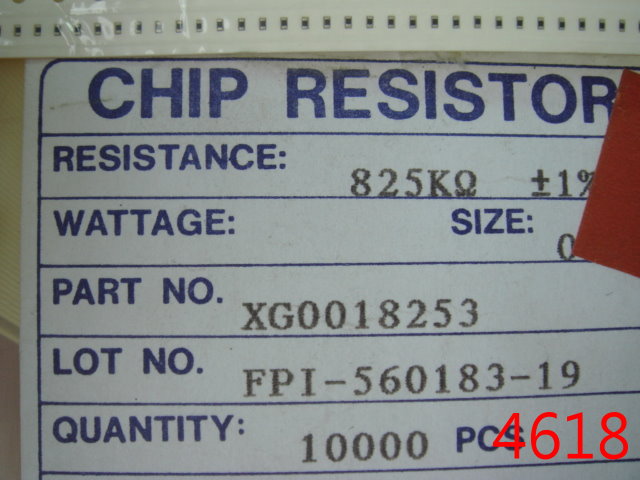 CHIP RESISTOR
RESISTANCE: 825KΩ ±1%
WATTAGE: SIZE: 0
PART NO. XG0018253
LOT NO. FPI-560183-19
QUANTITY: 10000 PCS
4618